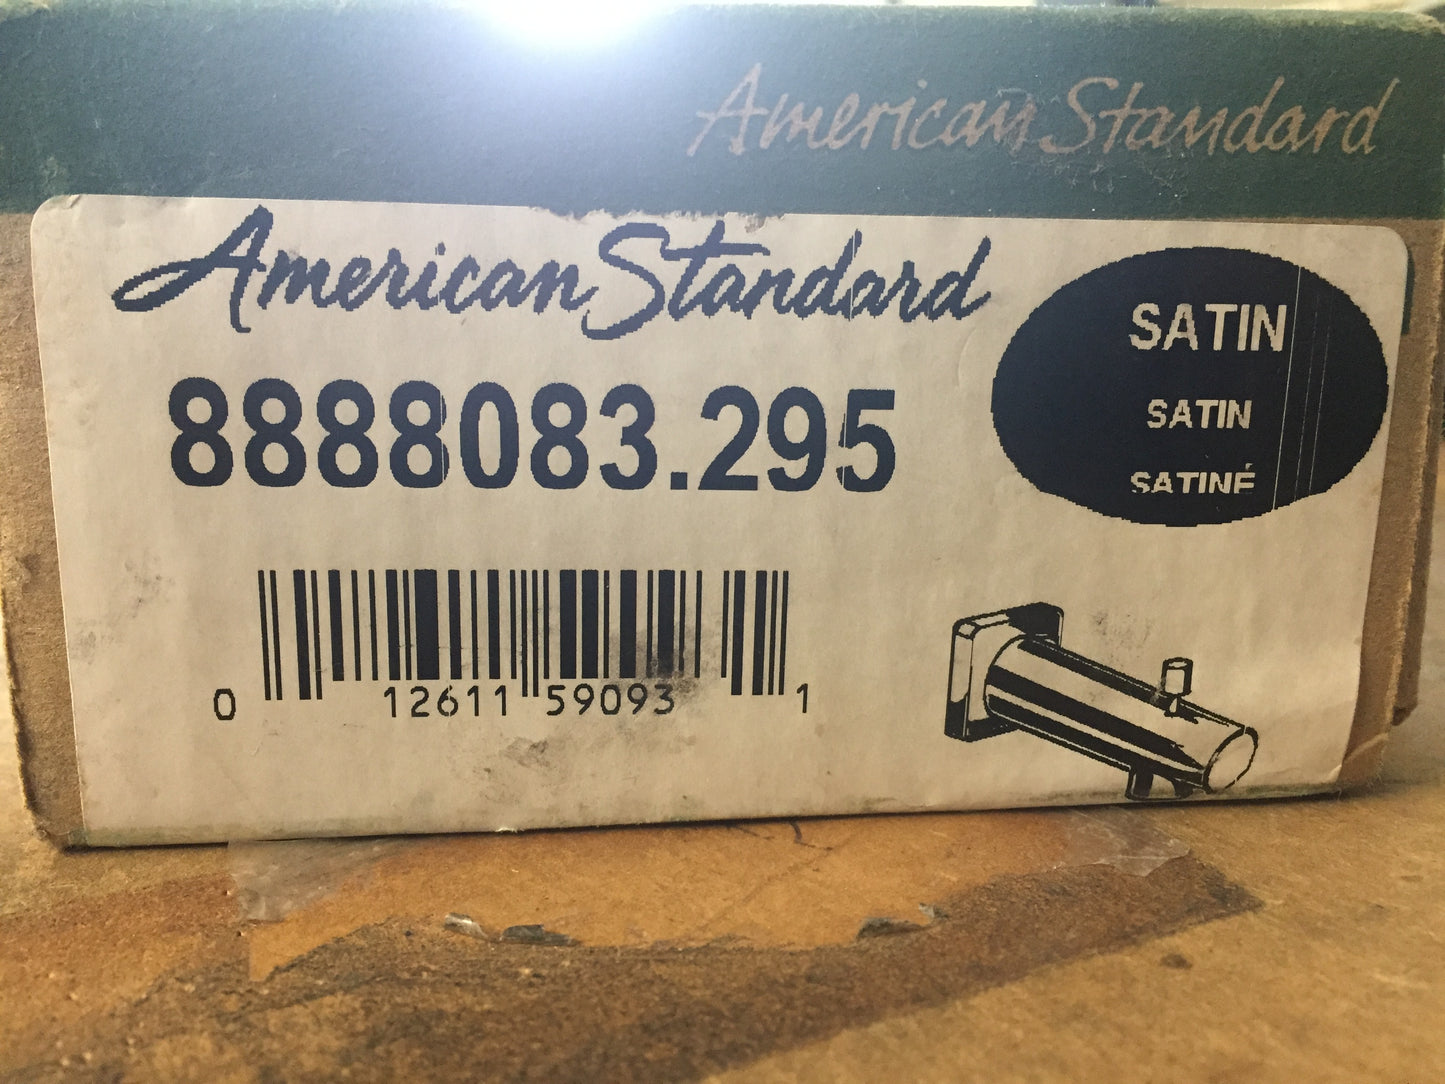 American Standard
American Standard
SATIN
SATIN
SATINÉ
8888083.295
0 12611 59093 1